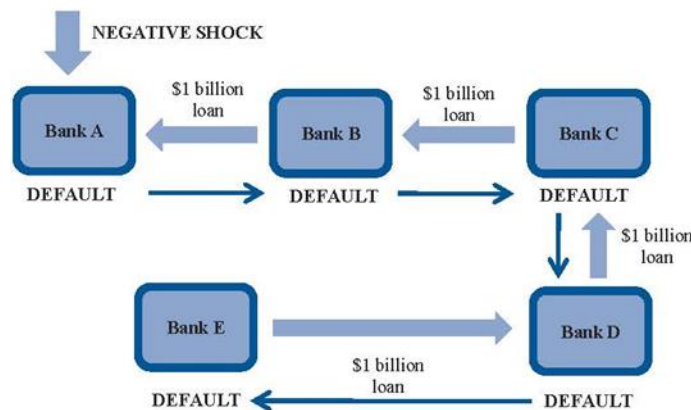 NEGATIVE SHOCK
$1 billion
loan
$1 billion
loan
Bank A
Bank B
Bank C
DEFAULT
DEFAULT
DEFAULT
$1 billion
loan
Bank E
Bank D
$1 billion
loan
DEFAULT
DEFAULT